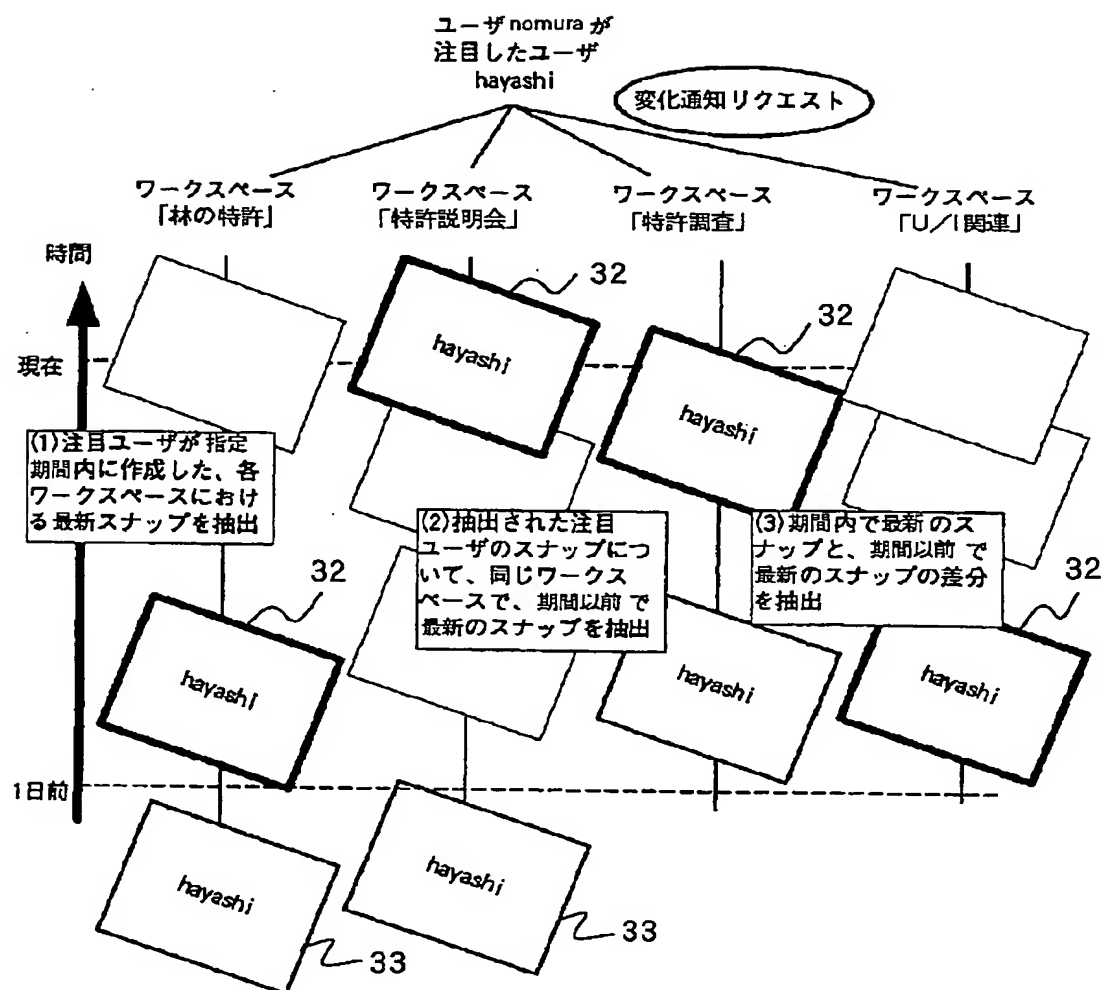 ユーザnomuraが
注目したユーザ
hayashi
変化通知リクエスト
ワークスペース
「林の特許」
ワークスペース
「特許説明会」
ワークスペース
「特許調査」
ワークスペース
「U/I関連」
時間
32
32
現在
hayashi
hayashi
(1)注目ユーザが指定
期間内に作成した、各
ワークスペースにおけ
る最新スナップを抽出
(2)抽出された注目
ユーザのスナップにつ
いて、同じワークス
ペースで、期間以前で
最新のスナップを抽出
(3)期間内で最新のス
ナップと、期間以前で
最新のスナップの差分
を抽出
32
32
hayashi
hayashi
hayashi
1日前
hayashi
hayashi
33
33